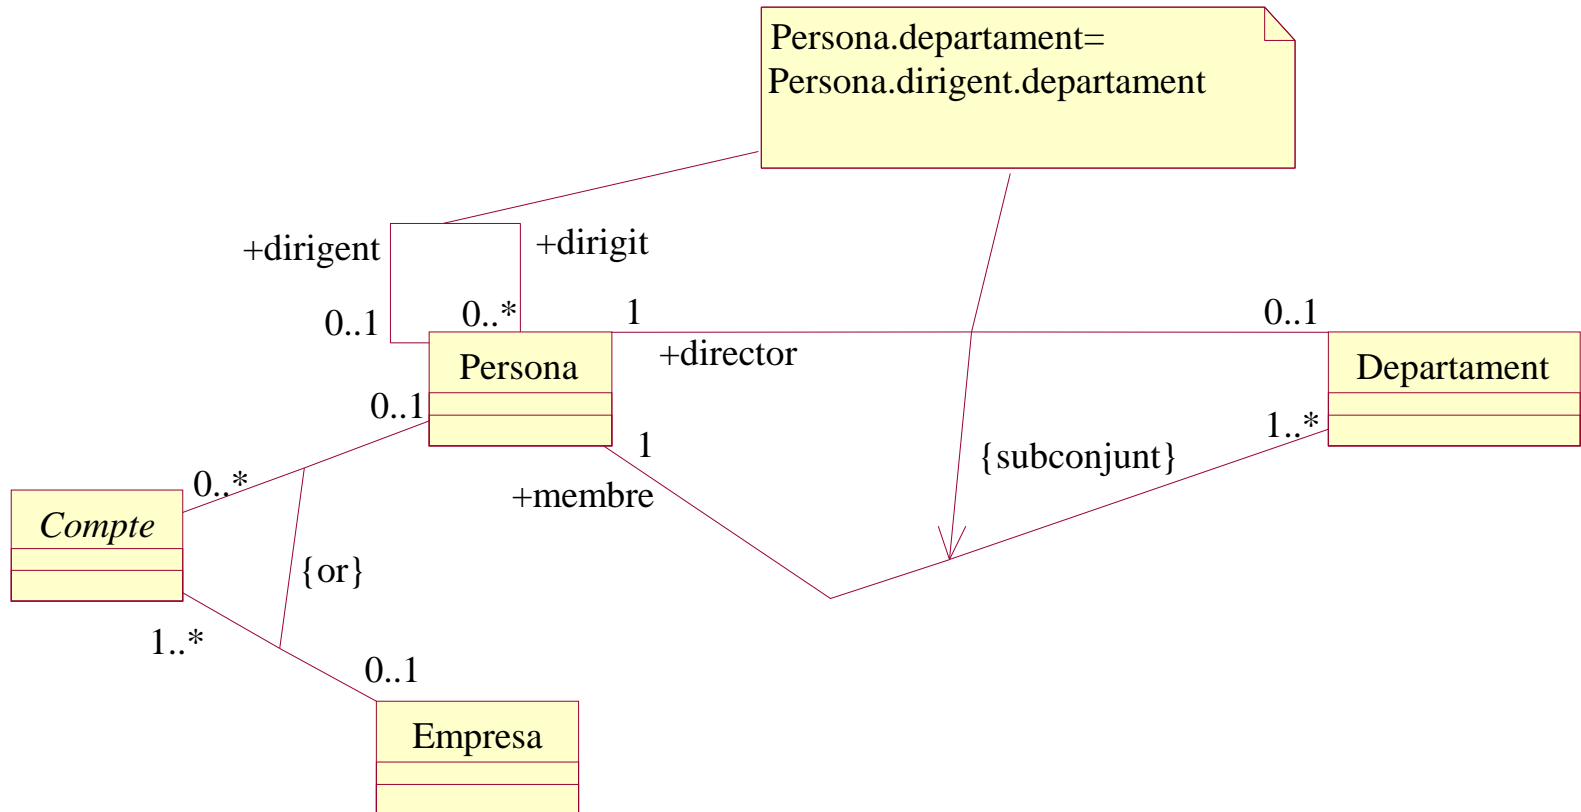 Persona.departament=
Persona.dirigent.departament
+dirigent
+dirigit
0..1
0..*
1
0..1
+director
Persona
Departament
0..1
1
1..*
{subconjunt}
+membre
0..*
Compte
{or}
1..*
0..1
Empresa